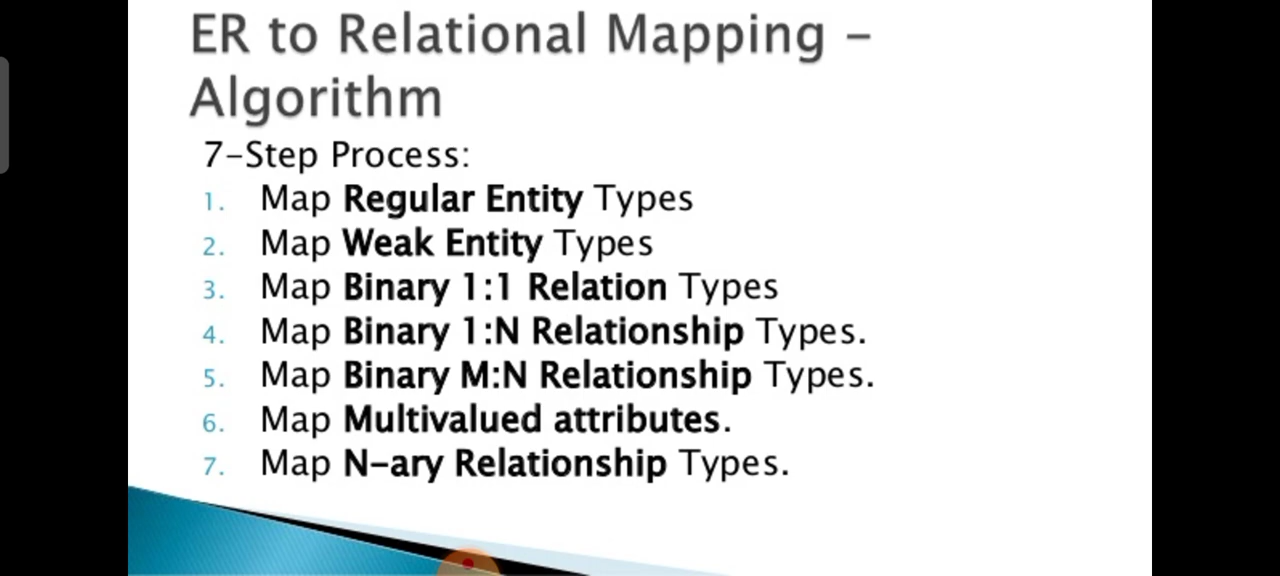 ER to Relational Mapping –
Algorithm
7-Step Process:
1. Map Regular Entity Types
2. Map Weak Entity Types
3. Map Binary 1:1 Relation Types
4. Map Binary 1:N Relationship Types.
5. Map Binary M:N Relationship Types.
6. Map Multivalued attributes.
7. Map N-ary Relationship Types.